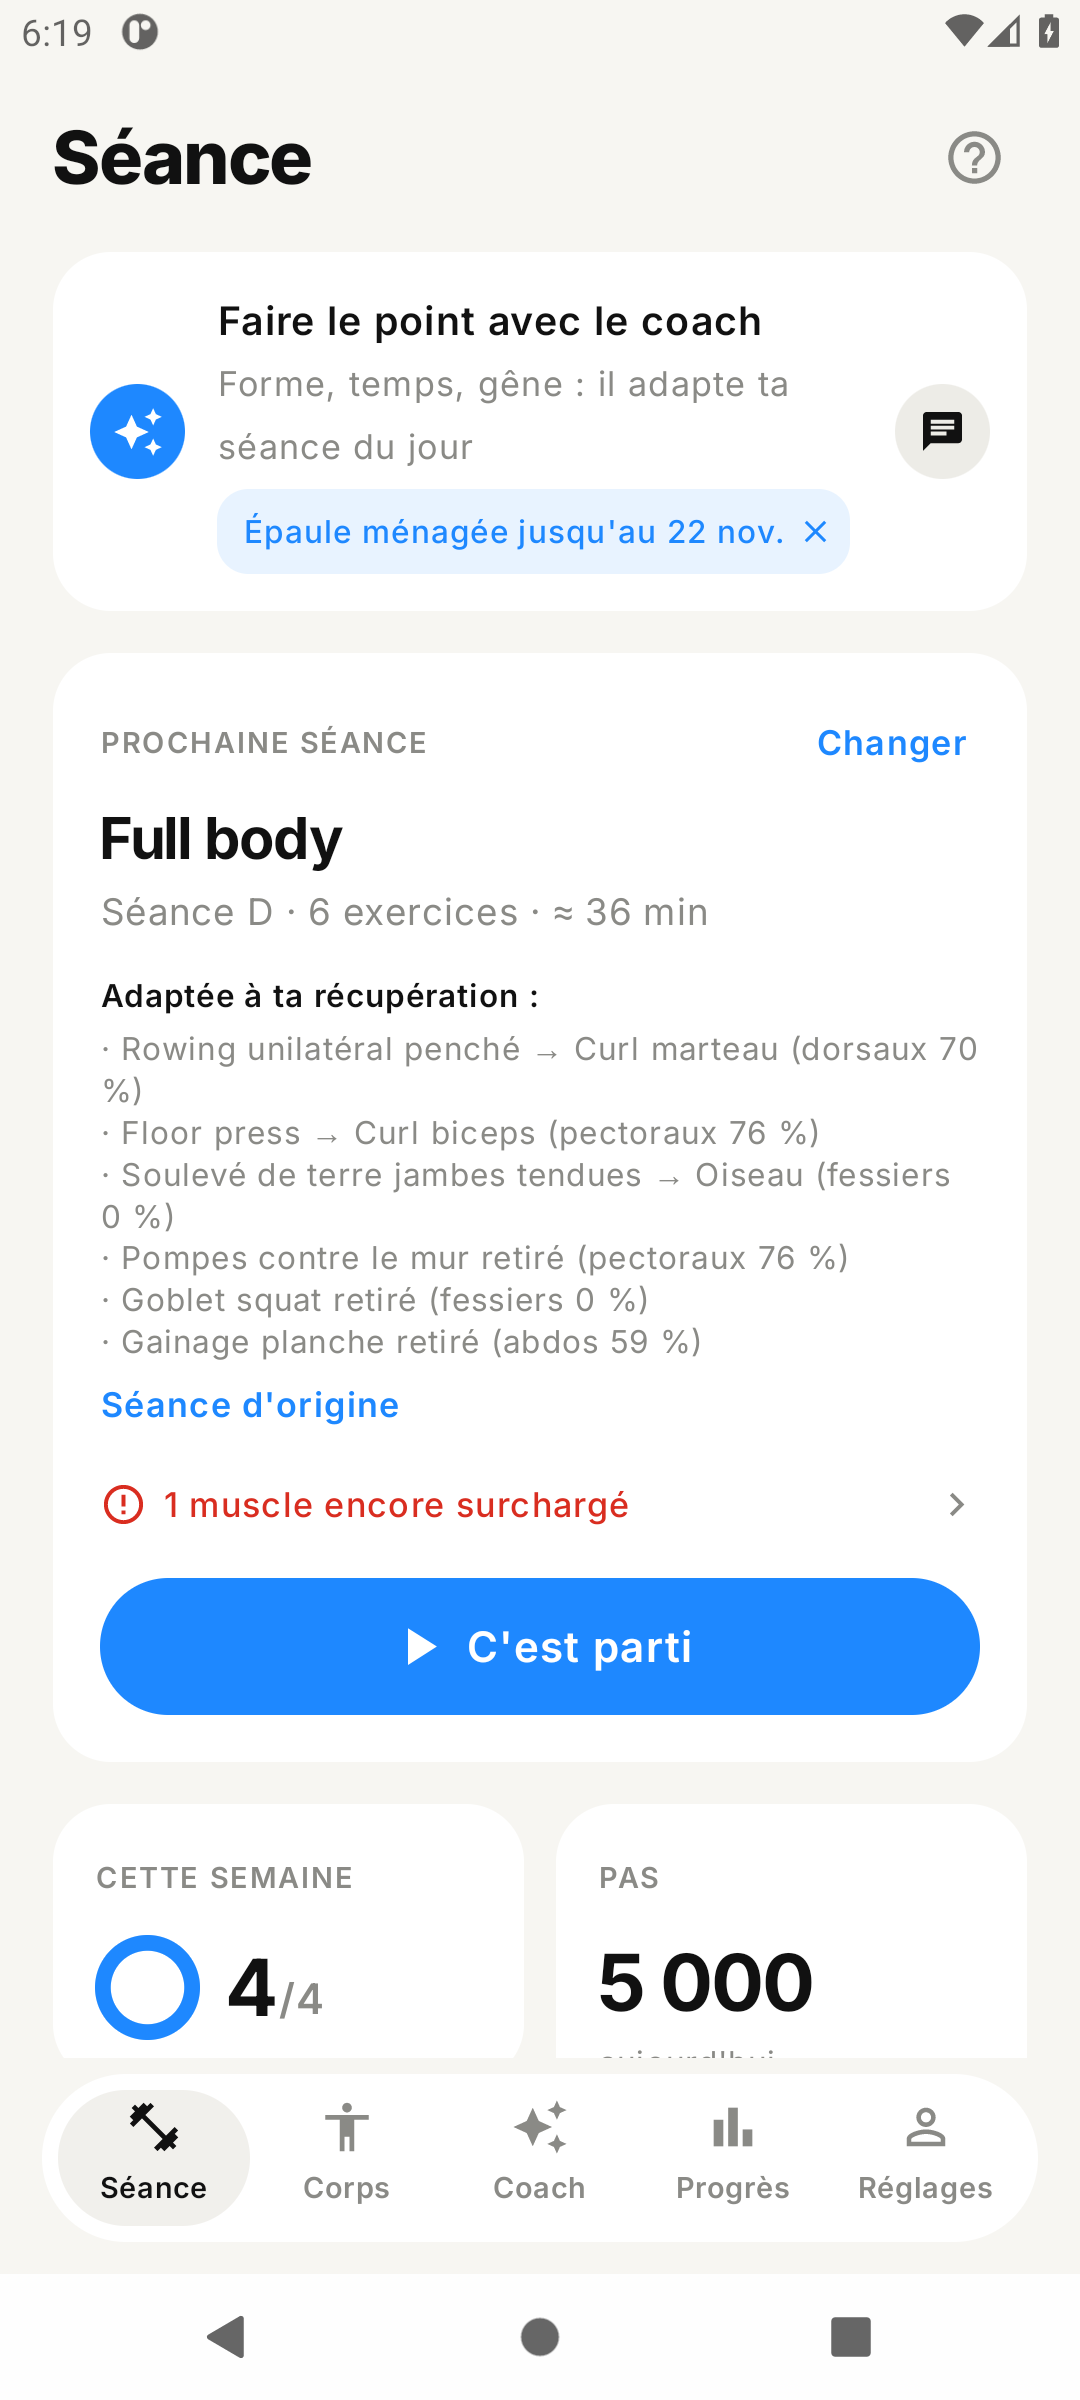 6:19
Séance
Faire le point avec le coach
Forme, temps, gêne : il adapte ta
séance du jour
Épaule ménagée jusqu'au 22 nov.
PROCHAINE SÉANCE
Changer
Full body
Séance D · 6 exercices · ≈ 36 min
Adaptée à ta récupération :
· Rowing unilatéral penché → Curl marteau (dorsaux 70
%)
· Floor press → Curl biceps (pectoraux 76 %)
· Soulevé de terre jambes tendues → Oiseau (fessiers
0 %)
· Pompes contre le mur retiré (pectoraux 76 %)
· Goblet squat retiré (fessiers 0 %)
· Gainage planche retiré (abdos 59 %)
Séance d'origine
1 muscle encore surchargé
C'est parti
CETTE SEMAINE
4/4
PAS
5 000
Séance
Corps
Coach
Progrès
Réglages